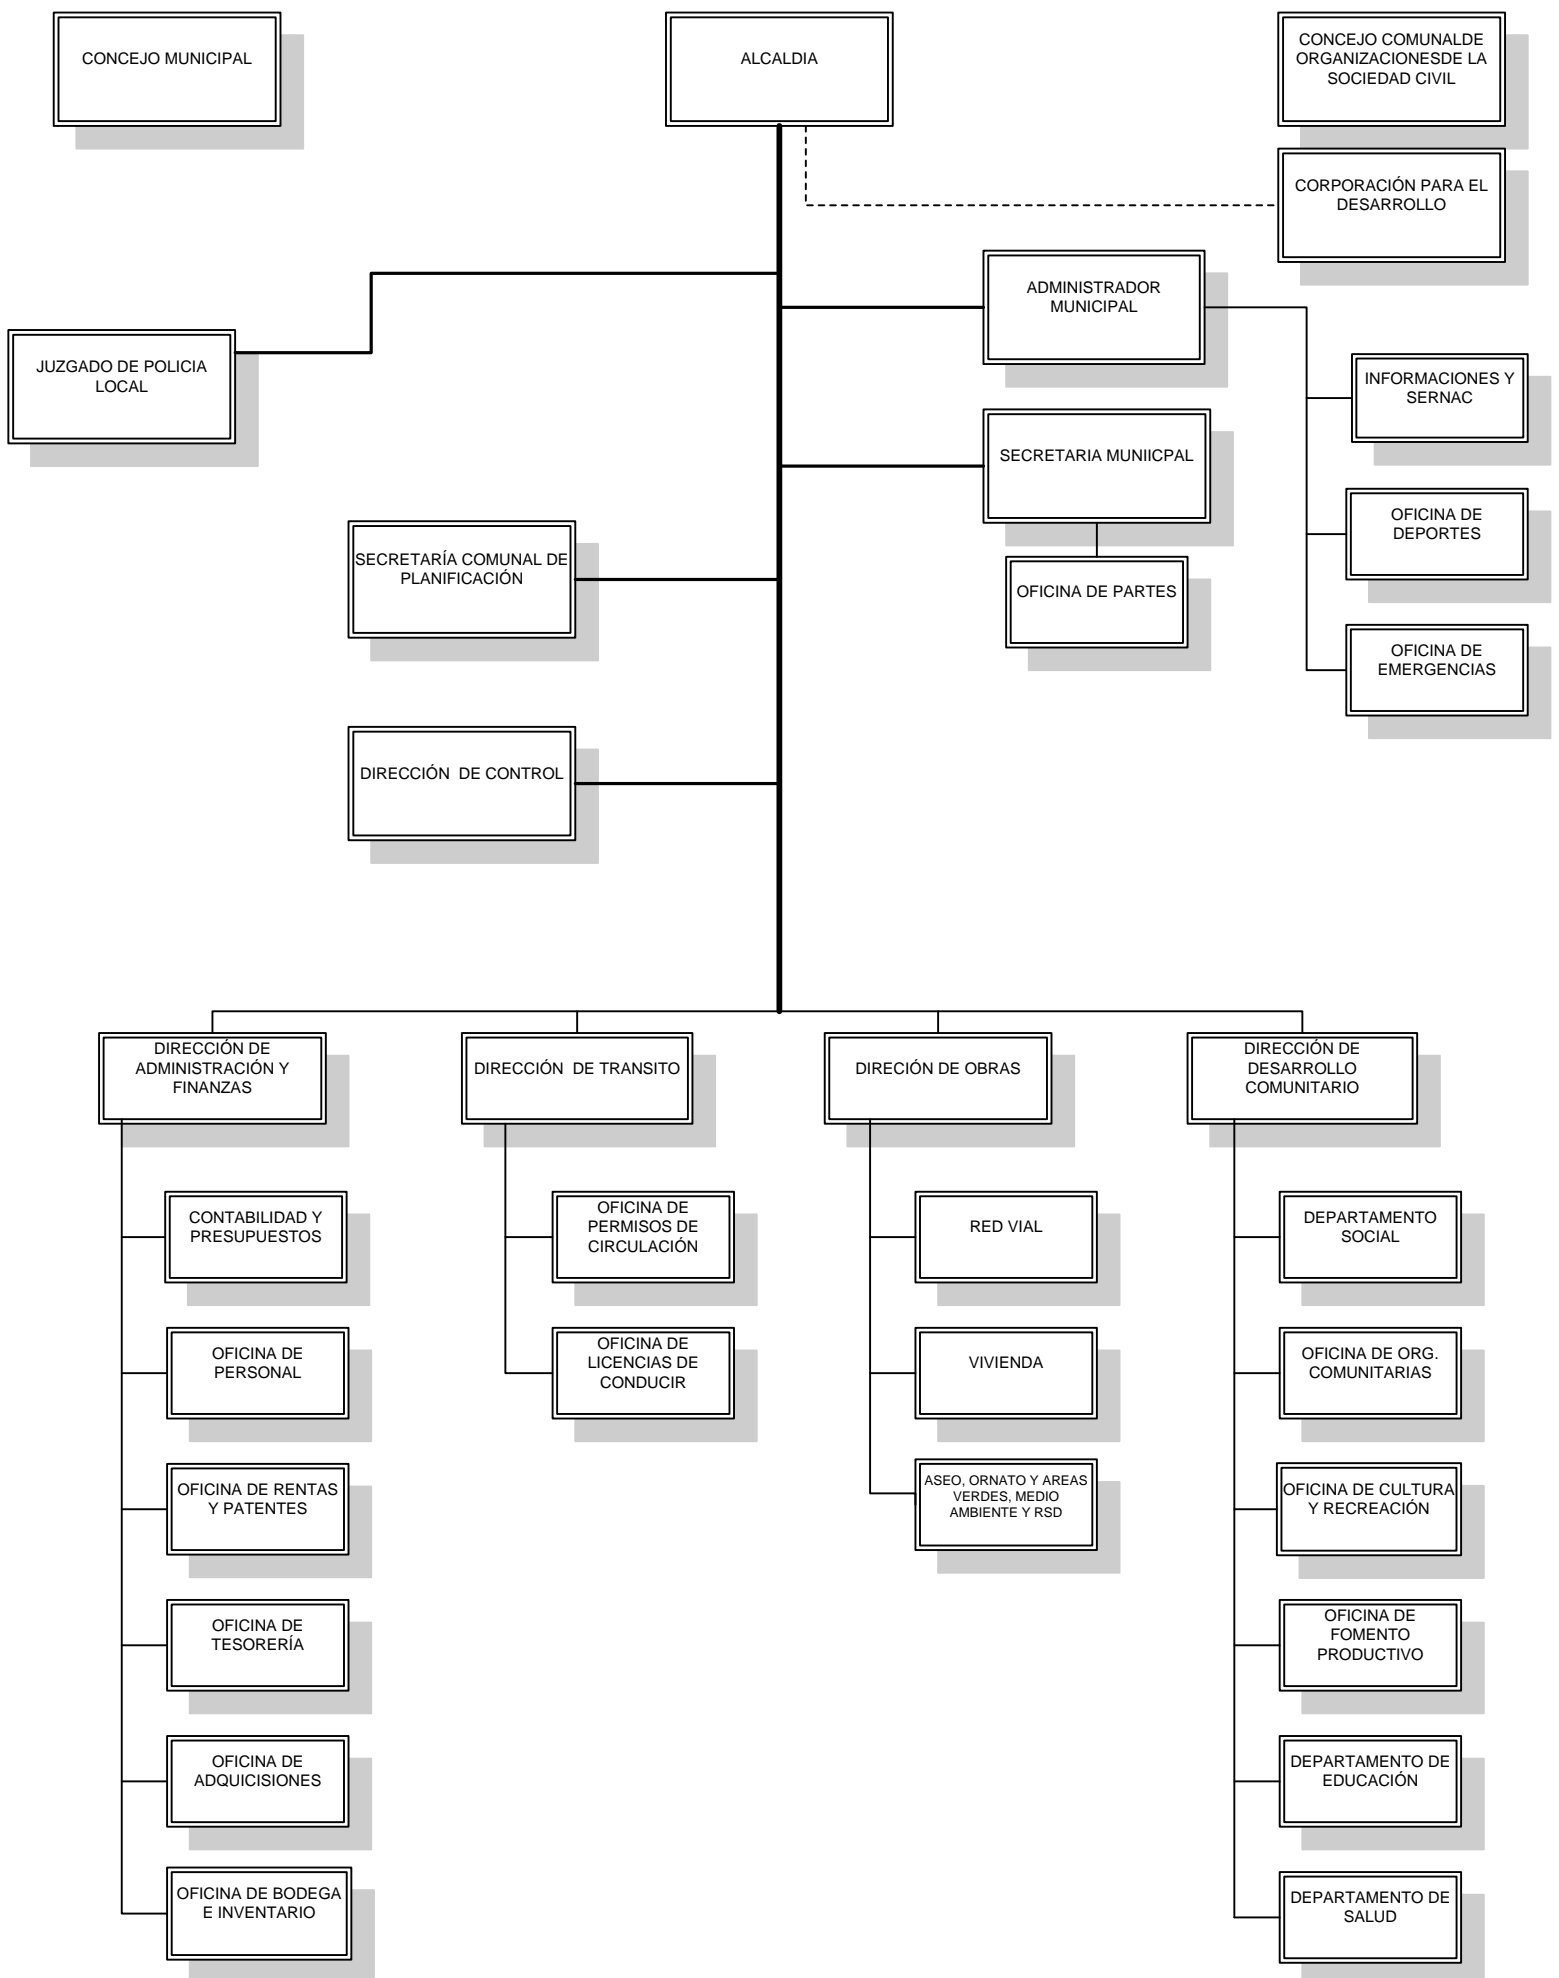 CONCEJO MUNICIPAL
ALCALDIA
CONCEJO COMUNALDE
ORGANIZACIONESDE LA
SOCIEDAD CIVIL
CORPORACIÓN PARA EL
DESARROLLO
ADMINISTRADOR
MUNICIPAL
JUZGADO DE POLICIA
LOCAL
INFORMACIONES Y
SERNAC
SECRETARIA MUNIICPAL
OFICINA DE
DEPORTES
SECRETARÍA COMUNAL DE
PLANIFICACIÓN
OFICINA DE PARTES
OFICINA DE
EMERGENCIAS
DIRECCIÓN  DE CONTROL
DIRECCIÓN DE
ADMINISTRACIÓN Y
FINANZAS
DIRECCIÓN  DE TRANSITO
DIRECIÓN DE OBRAS
DIRECCIÓN DE
DESARROLLO
COMUNITARIO
CONTABILIDAD Y
PRESUPUESTOS
OFICINA DE
PERMISOS DE
CIRCULACIÓN
RED VIAL
DEPARTAMENTO
SOCIAL
OFICINA DE
PERSONAL
OFICINA DE
LICENCIAS DE
CONDUCIR
VIVIENDA
OFICINA DE ORG.
COMUNITARIAS
OFICINA DE RENTAS
Y PATENTES
ASEO, ORNATO Y AREAS
VERDES, MEDIO
AMBIENTE Y RSD
OFICINA DE CULTURA
Y RECREACIÓN
OFICINA DE
TESORERÍA
OFICINA DE
FOMENTO
PRODUCTIVO
OFICINA DE
ADQUICISIONES
DEPARTAMENTO DE
EDUCACIÓN
OFICINA DE BODEGA
E INVENTARIO
DEPARTAMENTO DE
SALUD